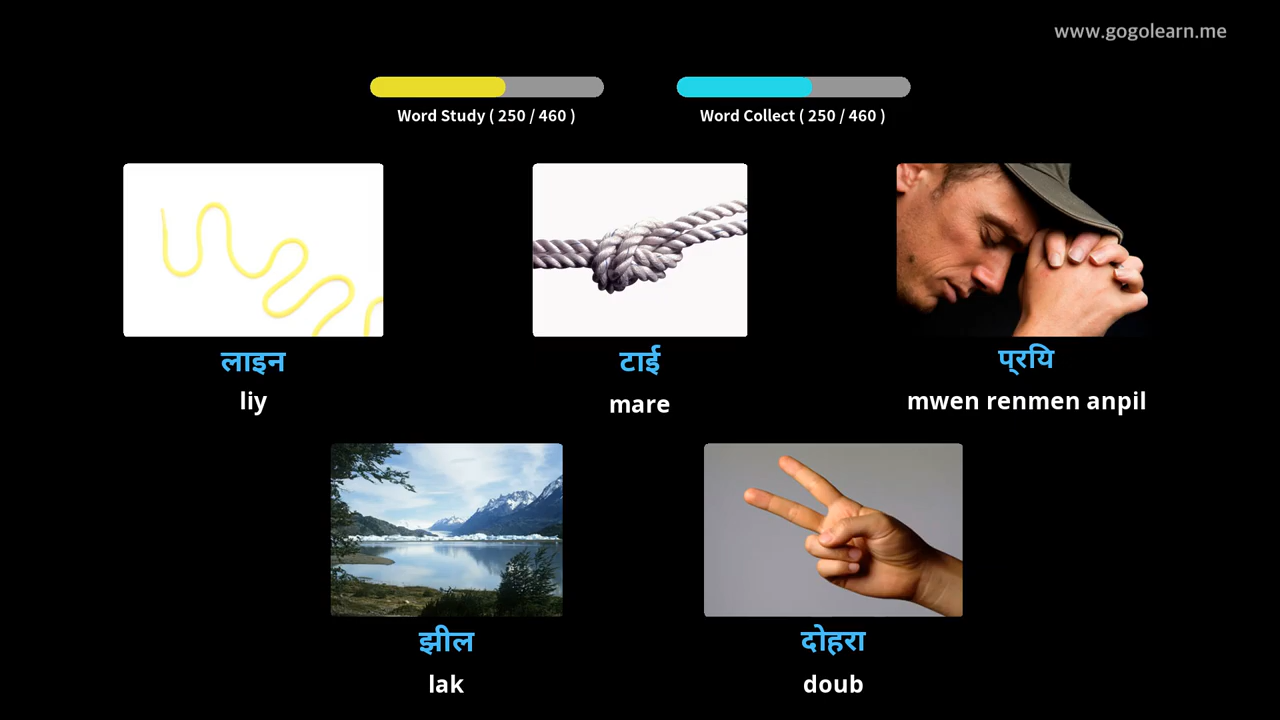 www.gogolearn.me
Word Study ( 250 / 460 )
Word Collect ( 250 / 460 )
लाइन
liy
टाई
mare
प्रयि
mwen renmen anpil
झील
lak
दोहरा
doub